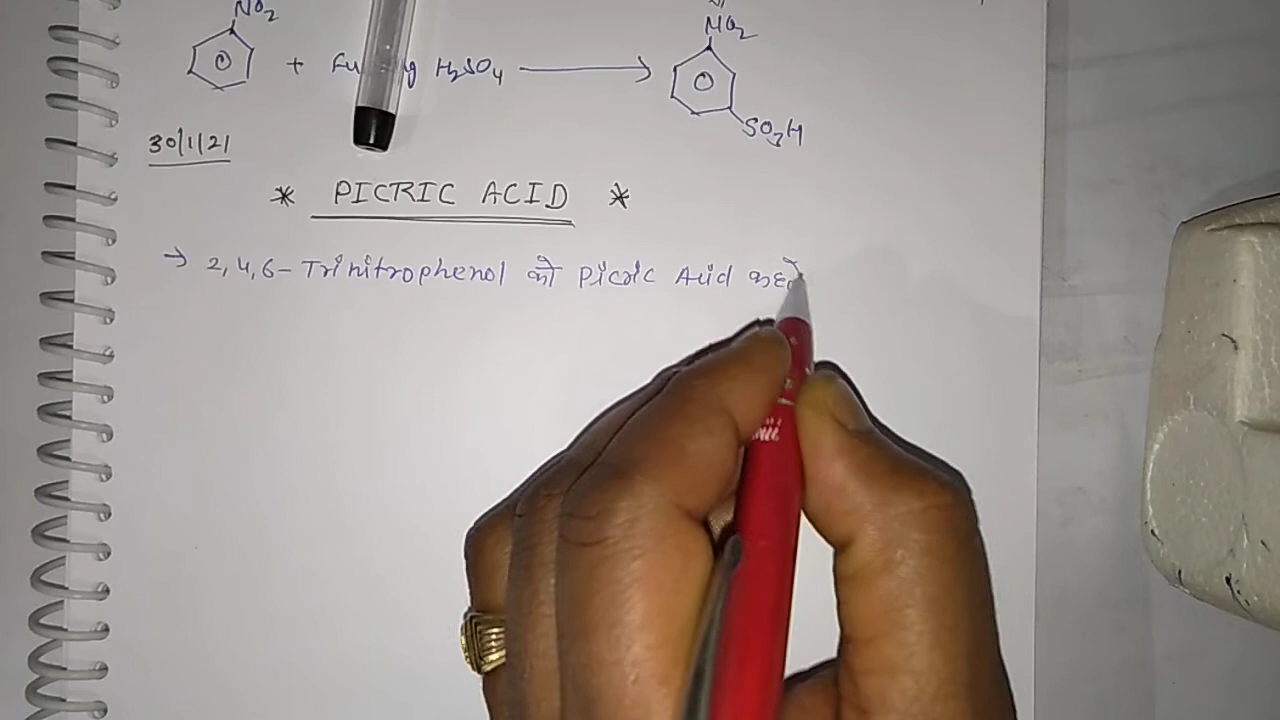 NO2
NO2
+ H2SO4
SO3H
30/1/21
* PICRIC ACID *
→ 2,4,6- Trinitrophenol को Picric Acid